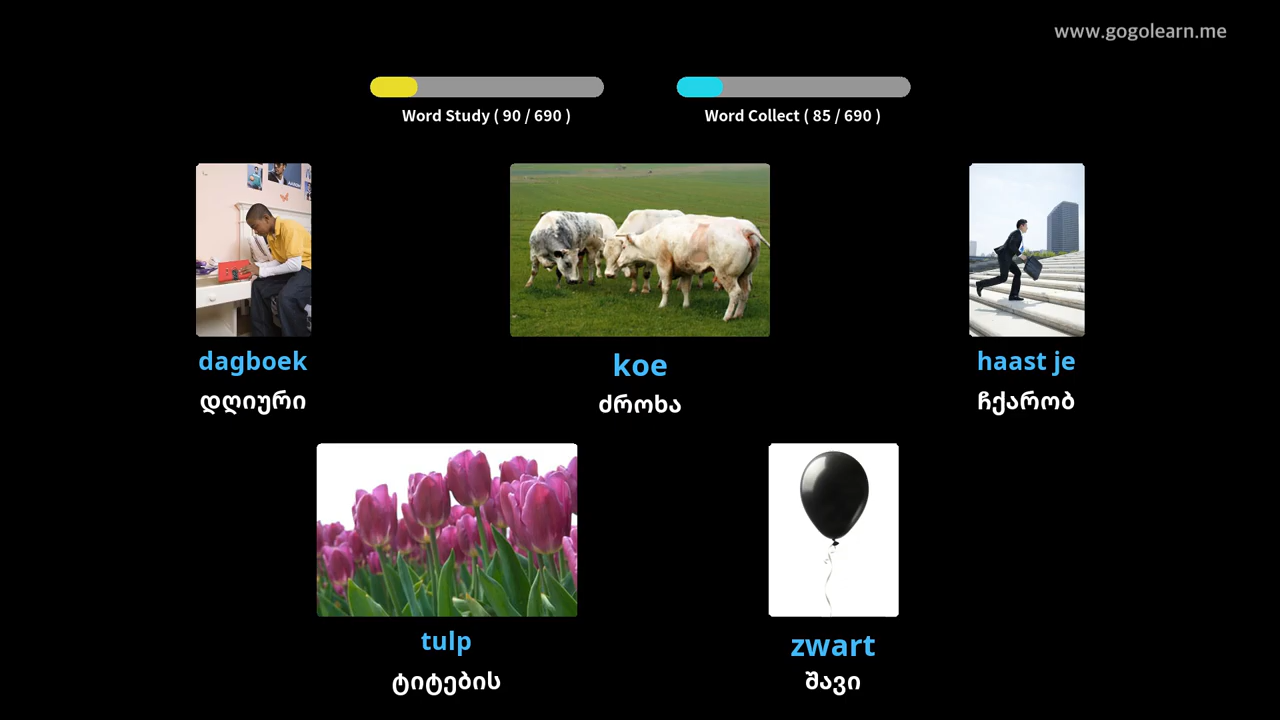 www.gogolearn.me
Word Study ( 90 / 690 )
Word Collect ( 85 / 690 )
dagboek
დღიური
koe
ძროხა
haast je
ჩქარობ
tulp
ტიტების
zwart
შავი